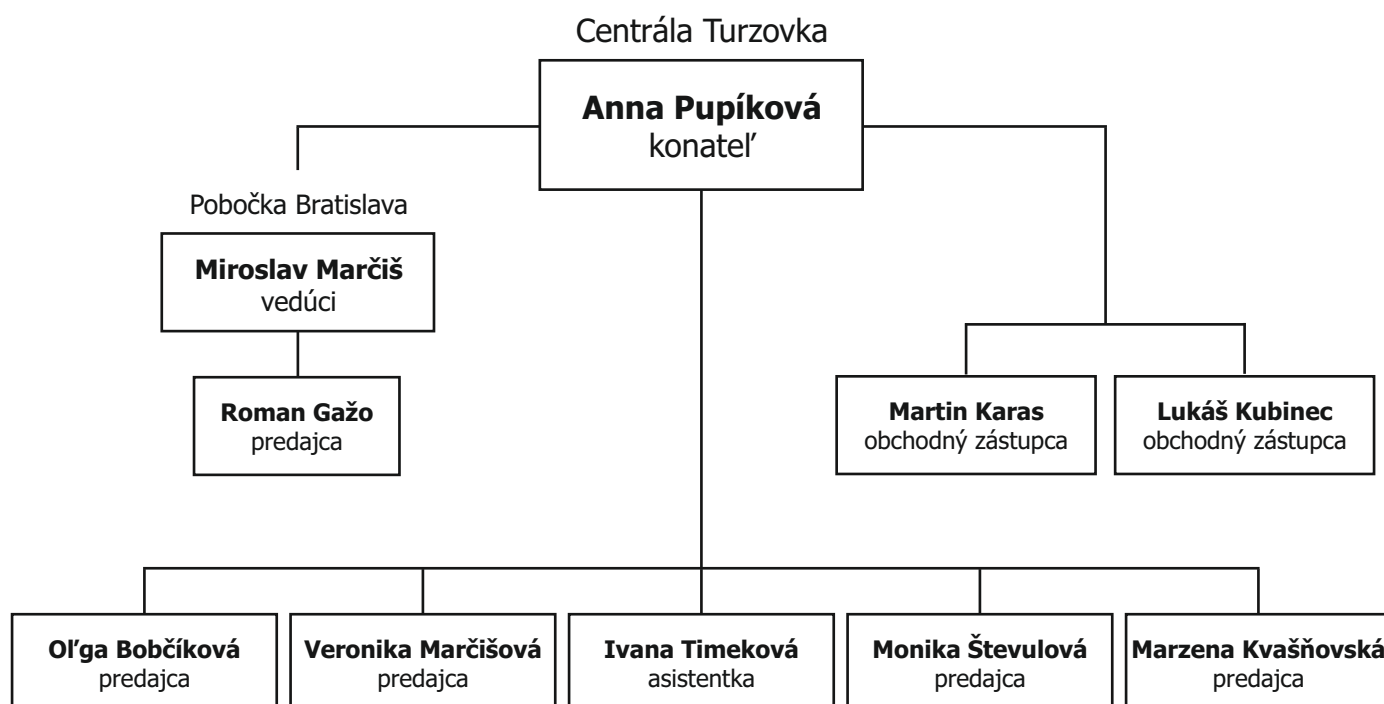 Centrála Turzovka
Anna Pupíková
konateľ
Pobočka Bratislava
Miroslav Marčiš
vedúci
Roman Gažo
predajca
Martin Karas
obchodný zástupca
Lukáš Kubinec
obchodný zástupca
Oľga Bobčíková
predajca
Veronika Marčišová
predajca
Ivana Timeková
asistentka
Monika Števulová
predajca
Marzena Kvašňovská
predajca